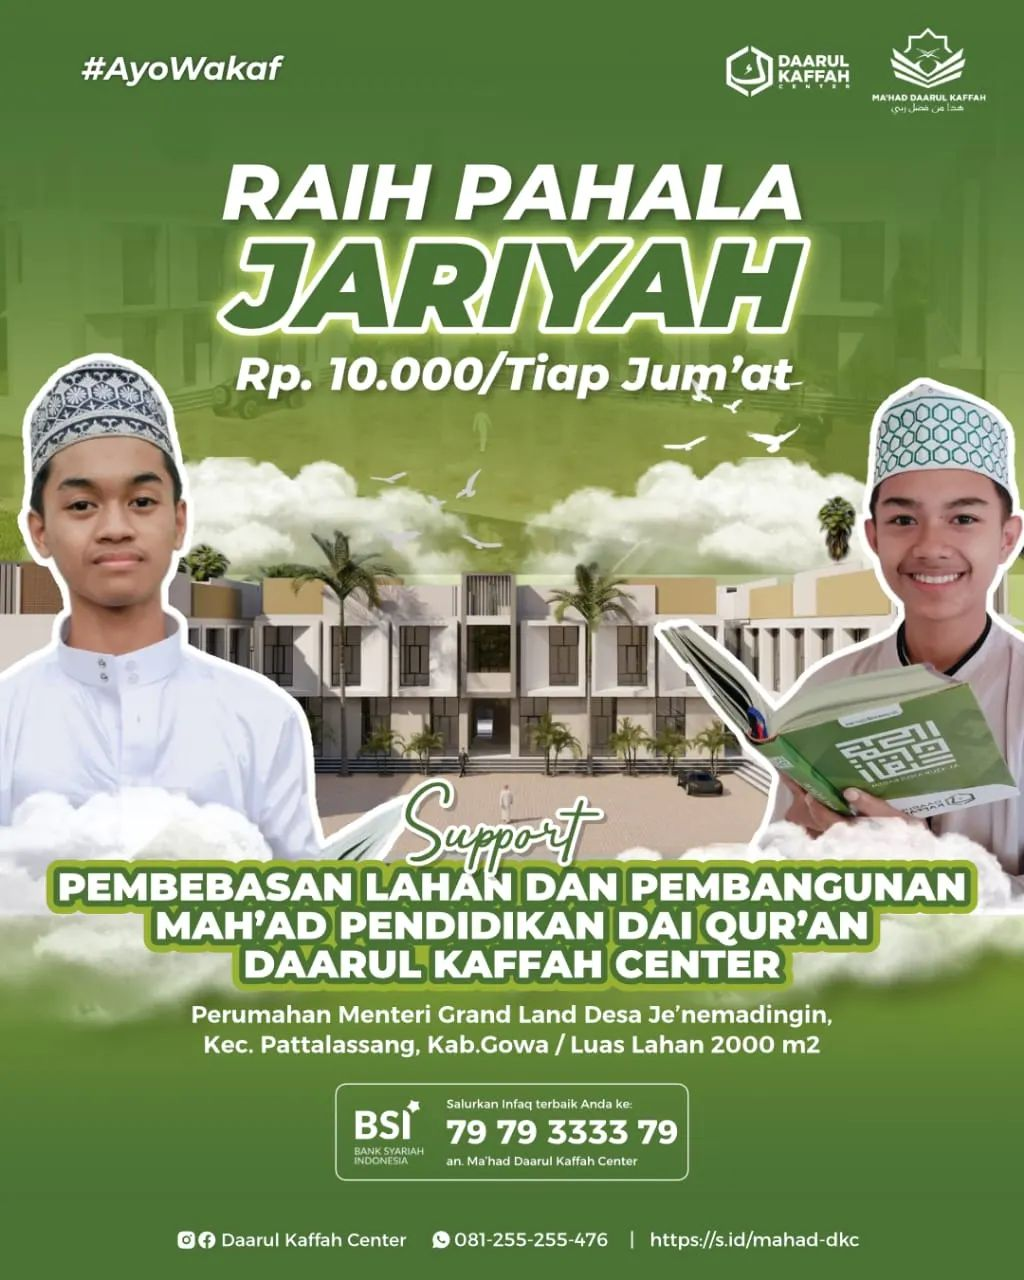 #AyoWakaf
DAARUL
KAFFAH
CENTER
MA'HAD DAARUL KAFFAH
هذا من فضل ربي
RAIH PAHALA
JARIYAH
Rp. 10.000/Tiap Jum'at
Support
PEMBEBASAN LAHAN DAN PEMBANGUNAN
MAH'AD PENDIDIKAN DAI QUR'AN
DAARUL KAFFAH CENTER
Perumahan Menteri Grand Land Desa Je'nemadingin,
Kec. Pattalassang, Kab.Gowa / Luas Lahan 2000 m2
BSI
BANK SYARIAH
INDONESIA
Salurkan Infaq terbaik Anda ke:
79 79 3333 79
an. Ma'had Daarul Kaffah Center
Daarul Kaffah Center
081-255-255-476 | https://s.id/mahad-dkc